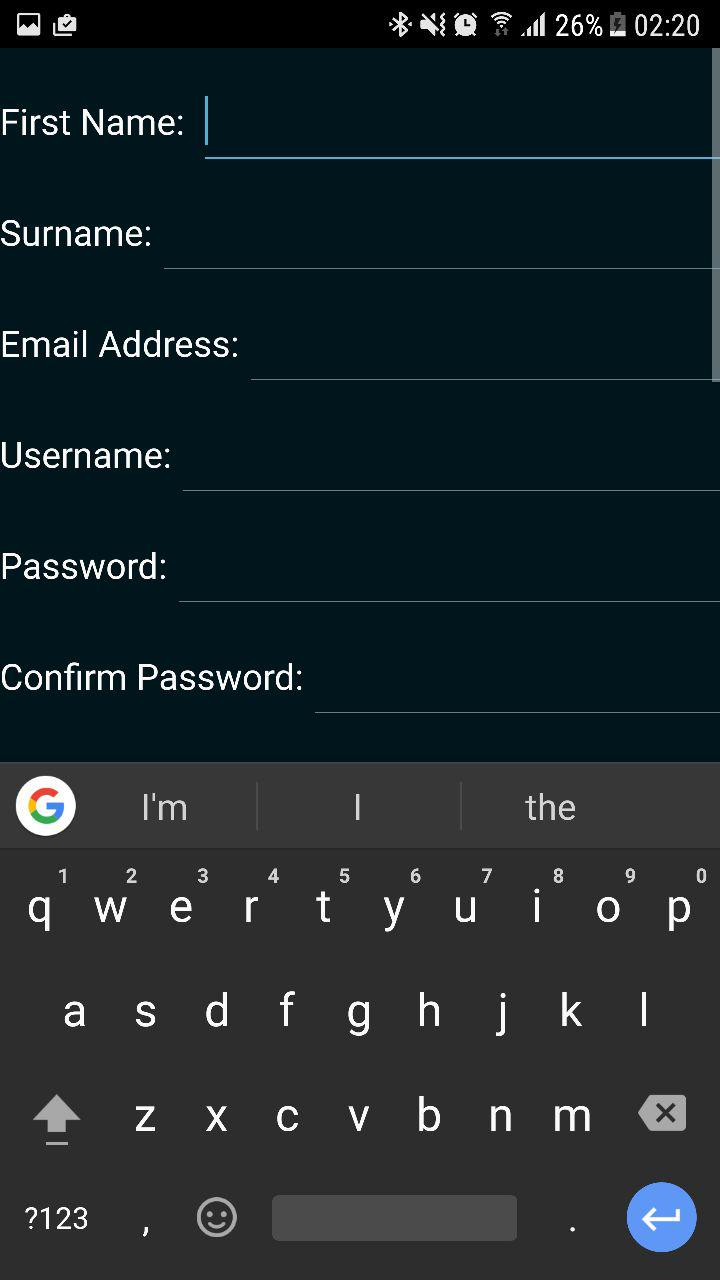 26% 02:20
First Name:
Surname:
Email Address:
Username:
Password:
Confirm Password:
G I'm I the
1 2 3 4 5 6 7 8 9 0
q w e r t y u i o p
a s d f g h j k l
z x c v b n m
?123 , .